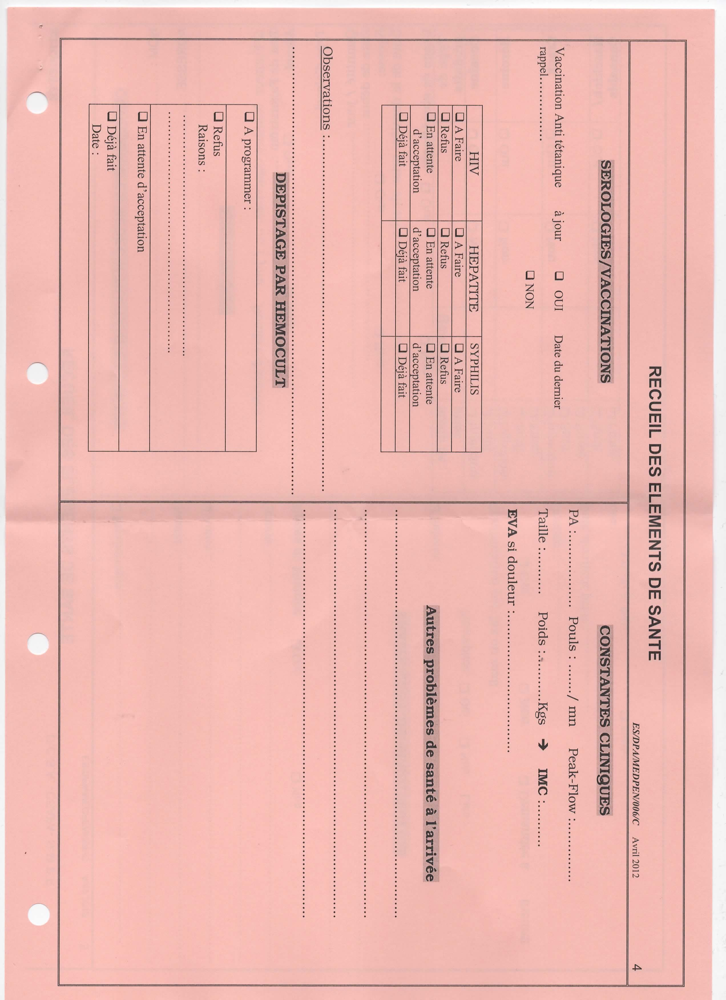 RECUEIL DES ELEMENTS DE SANTE
ES/DPA/MEDPEN/006/C Avril 2012 4
SEROLOGIES/VACCINATIONS
Vaccination Anti tétanique à jour ❑ OUI Date du dernier
rappel...............
❑ NON
HIV HEPATITE SYPHILIS
❑ A Faire ❑ A Faire ❑ A Faire
❑ Refus ❑ Refus ❑ Refus
❑ En attente ❑ En attente ❑ En attente
d'acceptation d'acceptation d'acceptation
❑ Déjà fait ❑ Déjà fait ❑ Déjà fait
Observations :....................................................................................
..........................................................................................................
DEPISTAGE PAR HEMOCULT
❑ A programmer :
❑ Refus
Raisons :
......................................................
......................................................
❑ En attente d'acceptation
❑ Déjà fait
Date :
CONSTANTES CLINIQUES
PA :................. Pouls : ....../ mn Peak-Flow :..............
Taille :......... Poids :..........Kgs ➔ IMC :.........
EVA si douleur :................................
Autres problèmes de santé à l'arrivée
..........................................................................................
..........................................................................................
..........................................................................................
..........................................................................................